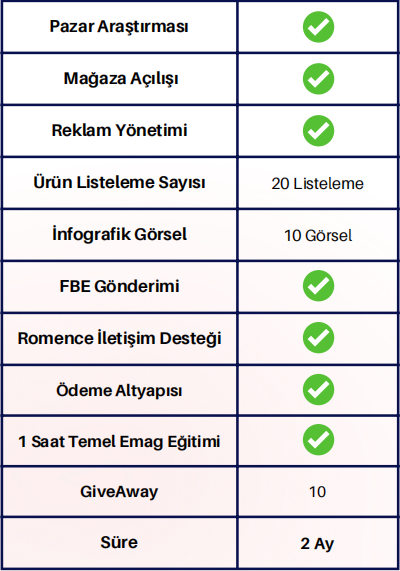 Pazar Araştırması
Mağaza Açılışı
Reklam Yönetimi
Ürün Listeleme Sayısı 20 Listeleme
İnfografik Görsel 10 Görsel
FBE Gönderimi
Romence İletişim Desteği
Ödeme Altyapısı
1 Saat Temel Emag Eğitimi
GiveAway 10
Süre 2 Ay